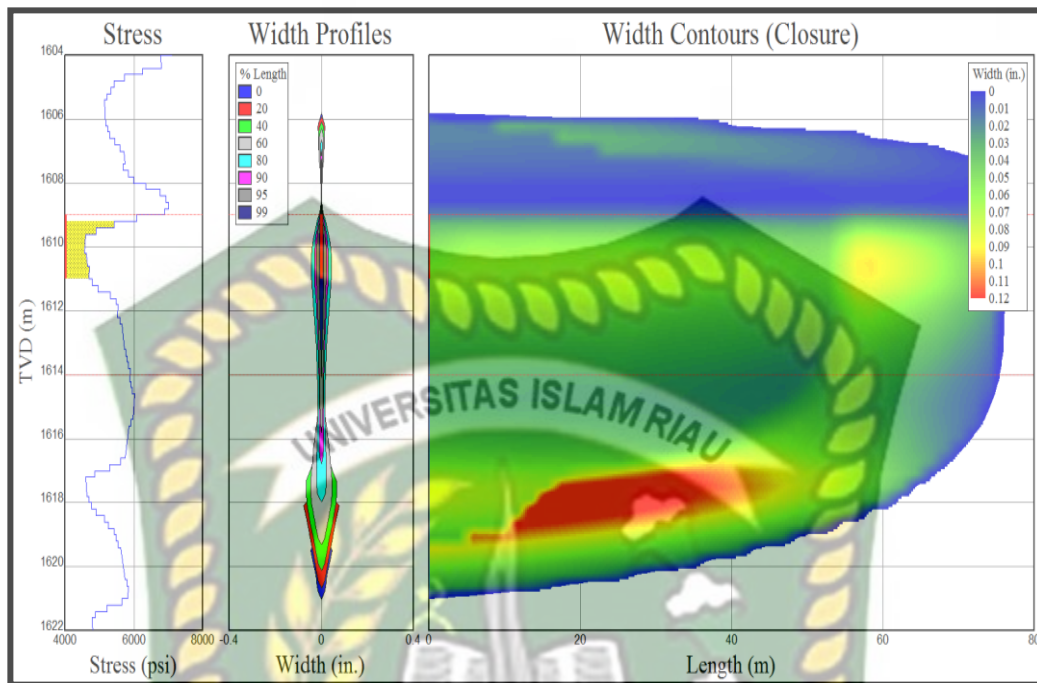 Stress
Width Profiles
Width Contours (Closure)
TVD (m)
1604
1606
1608
1610
1612
1614
1616
1618
1620
1622
4000 6000 8000
Stress (psi)
% Length
0
20
40
60
80
90
95
99
-0.4 0 0.4
Width (in.)
Width (in.)
0
0.01
0.02
0.03
0.04
0.05
0.06
0.07
0.08
0.09
0.10
0.11
0.12
0 20 40 60 80
Length (m)
UNIVERSITAS ISLAM RIAU